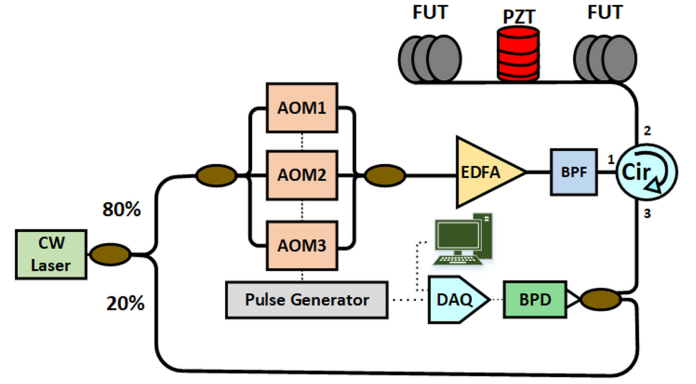 FUT
PZT
FUT
AOM1
AOM2
AOM3
EDFA
BPF
1
2
Cir
3
80%
CW
Laser
20%
Pulse Generator
DAQ
BPD